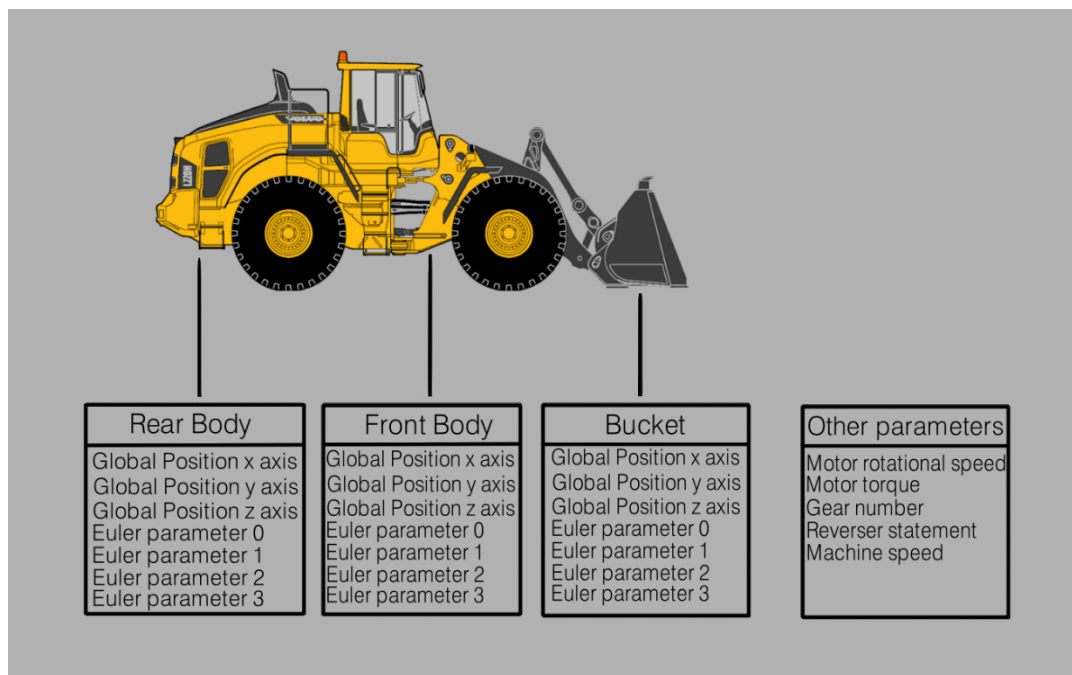 VOLVO
L220H
Rear Body
Global Position x axis
Global Position y axis
Global Position z axis
Euler parameter 0
Euler parameter 1
Euler parameter 2
Euler parameter 3
Front Body
Global Position x axis
Global Position y axis
Global Position z axis
Euler parameter 0
Euler parameter 1
Euler parameter 2
Euler parameter 3
Bucket
Global Position x axis
Global Position y axis
Global Position z axis
Euler parameter 0
Euler parameter 1
Euler parameter 2
Euler parameter 3
Other parameters
Motor rotational speed
Motor torque
Gear number
Reverser statement
Machine speed